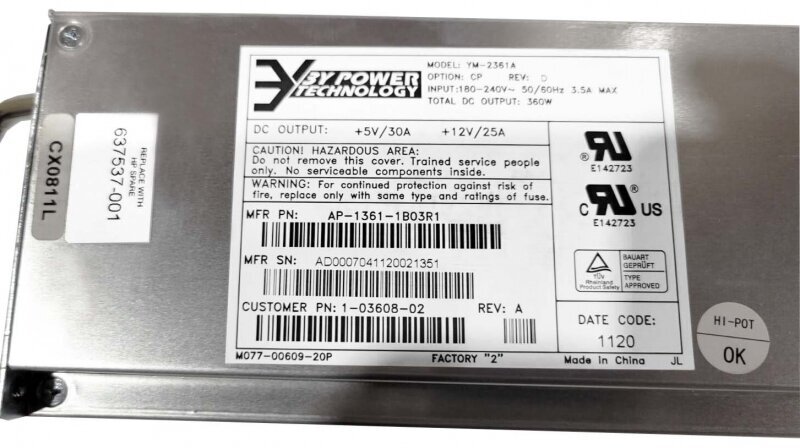 3Y POWER
TECHNOLOGY
MODEL: YM-2361A
OPTION: CP REV: D
INPUT:180-240V~ 50/60Hz 3.5A MAX
TOTAL DC OUTPUT: 360W
DC OUTPUT: +5V/30A +12V/25A
CAUTION! HAZARDOUS AREA:
Do not remove this cover. Trained service people
only. No serviceable components inside.
WARNING: For continued protection against risk of
fire, replace only with same type and ratings of fuse.
MFR PN: AP-1361-1B03R1
MFR SN: AD0007041120021351
CUSTOMER PN: 1-03608-02 REV: A
M077-00609-20P FACTORY "2" Made in China JL
E142723
C US
E142723
TÜV
Rheinland
Product Safety
BAUART
GEPRÜFT
TYPE
APPROVED
DATE CODE:
1120
HI-POT
OK
CX0811L
REPLACE WITH
HP SPARE
637537-001